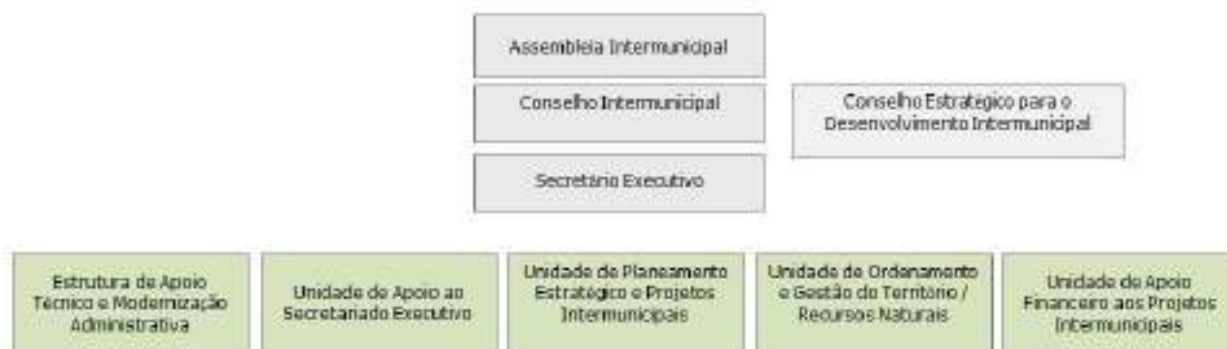 Assembleia Intermunicipal
Conselho Intermunicipal
Conselho Estratégico para o
Desenvolvimento Intermunicipal
Secretário Executivo
Estrutura de Apoio
Técnico e Modernização
Administrativa
Unidade de Apoio ao
Secretariado Executivo
Unidade de Planeamento
Estratégico e Projetos
Intermunicipais
Unidade de Ordenamento
e Gestão do Território /
Recursos Naturais
Unidade de Apoio
Financeiro aos Projetos
Intermunicipais